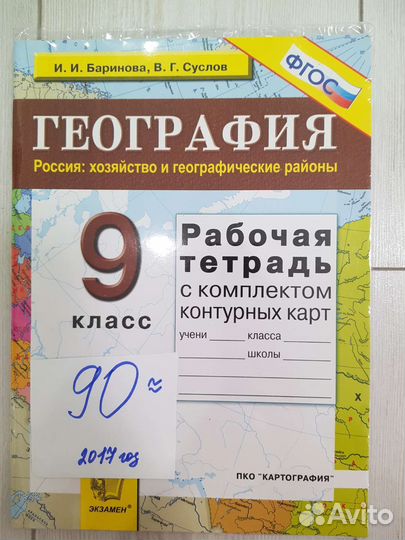 И. И. Баринова, В. Г. Суслов
ФГОС
ГЕОГРАФИЯ
Россия: хозяйство и географические районы
9
класс
Рабочая
тетрадь
с комплектом
контурных карт
учени класса
школы
90=
2017 год
ПКО "КАРТОГРАФИЯ"
ЭКЗАМЕН
Avito